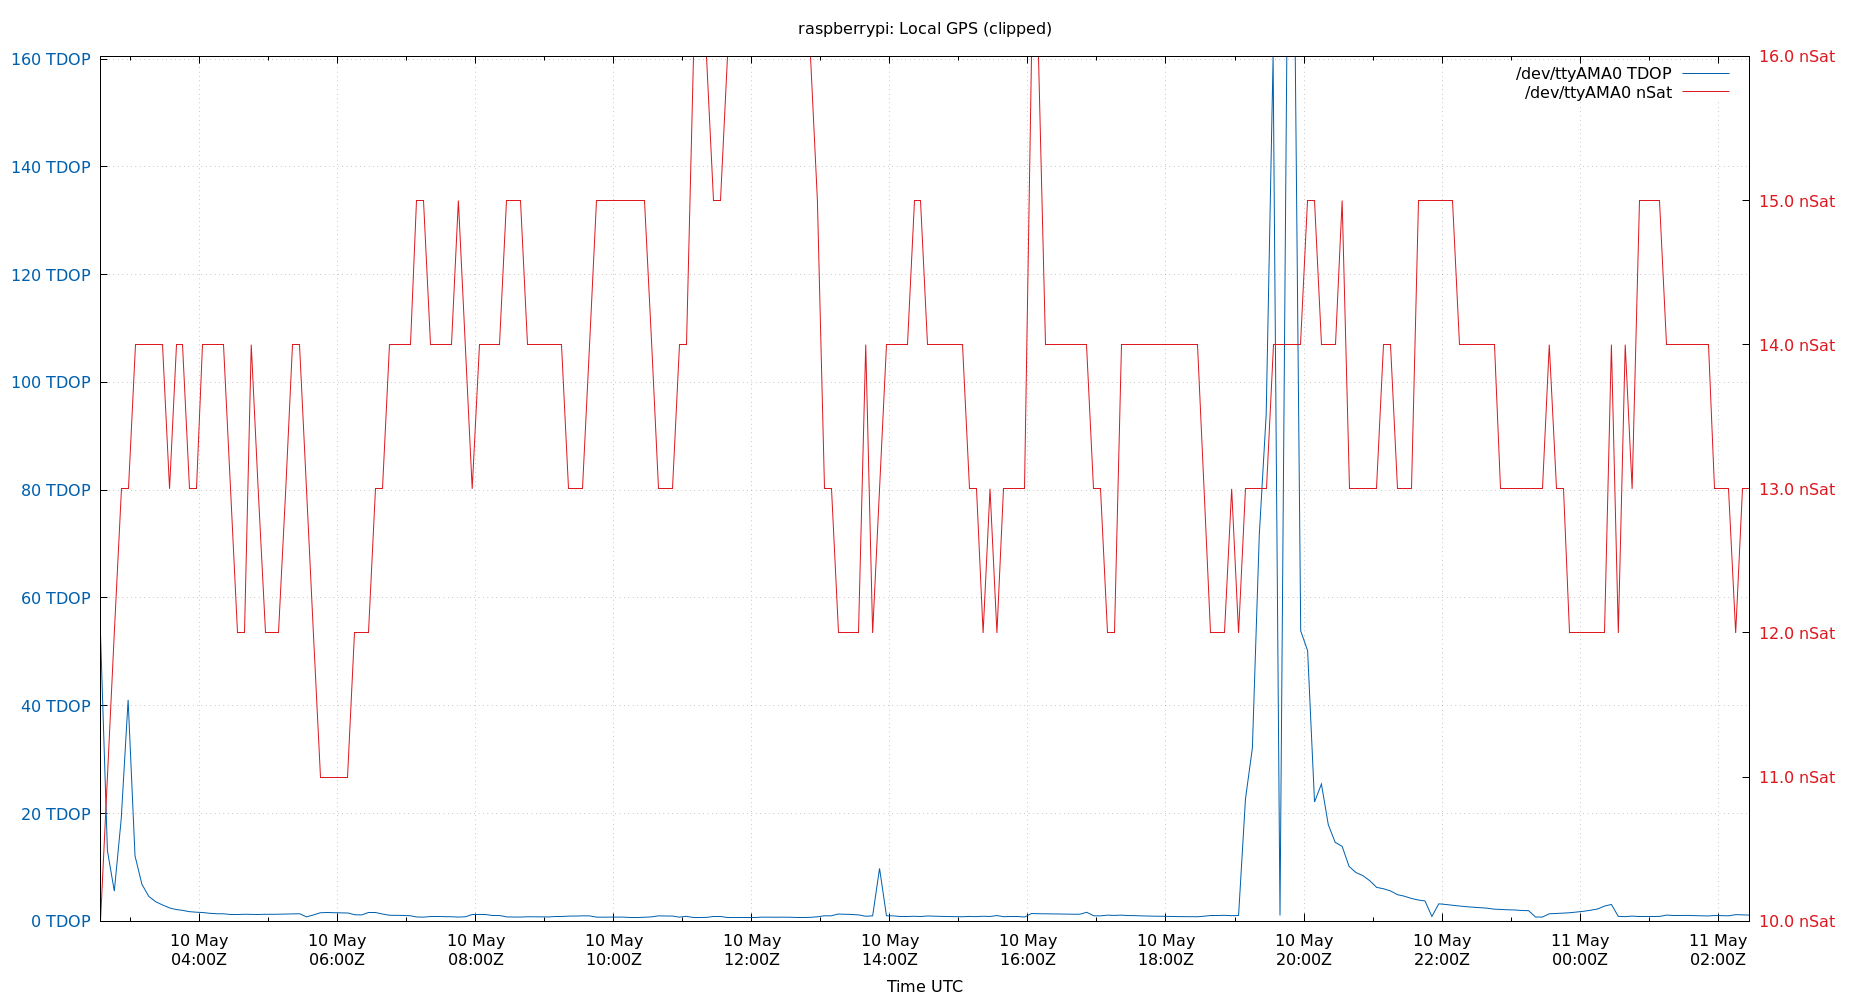 raspberrypi: Local GPS (clipped)
160 TDOP
140 TDOP
120 TDOP
100 TDOP
80 TDOP
60 TDOP
40 TDOP
20 TDOP
0 TDOP
16.0 nSat
15.0 nSat
14.0 nSat
13.0 nSat
12.0 nSat
11.0 nSat
10.0 nSat
/dev/ttyAMA0 TDOP
/dev/ttyAMA0 nSat
10 May
04:00Z
10 May
06:00Z
10 May
08:00Z
10 May
10:00Z
10 May
12:00Z
10 May
14:00Z
10 May
16:00Z
10 May
18:00Z
10 May
20:00Z
10 May
22:00Z
11 May
00:00Z
11 May
02:00Z
Time UTC